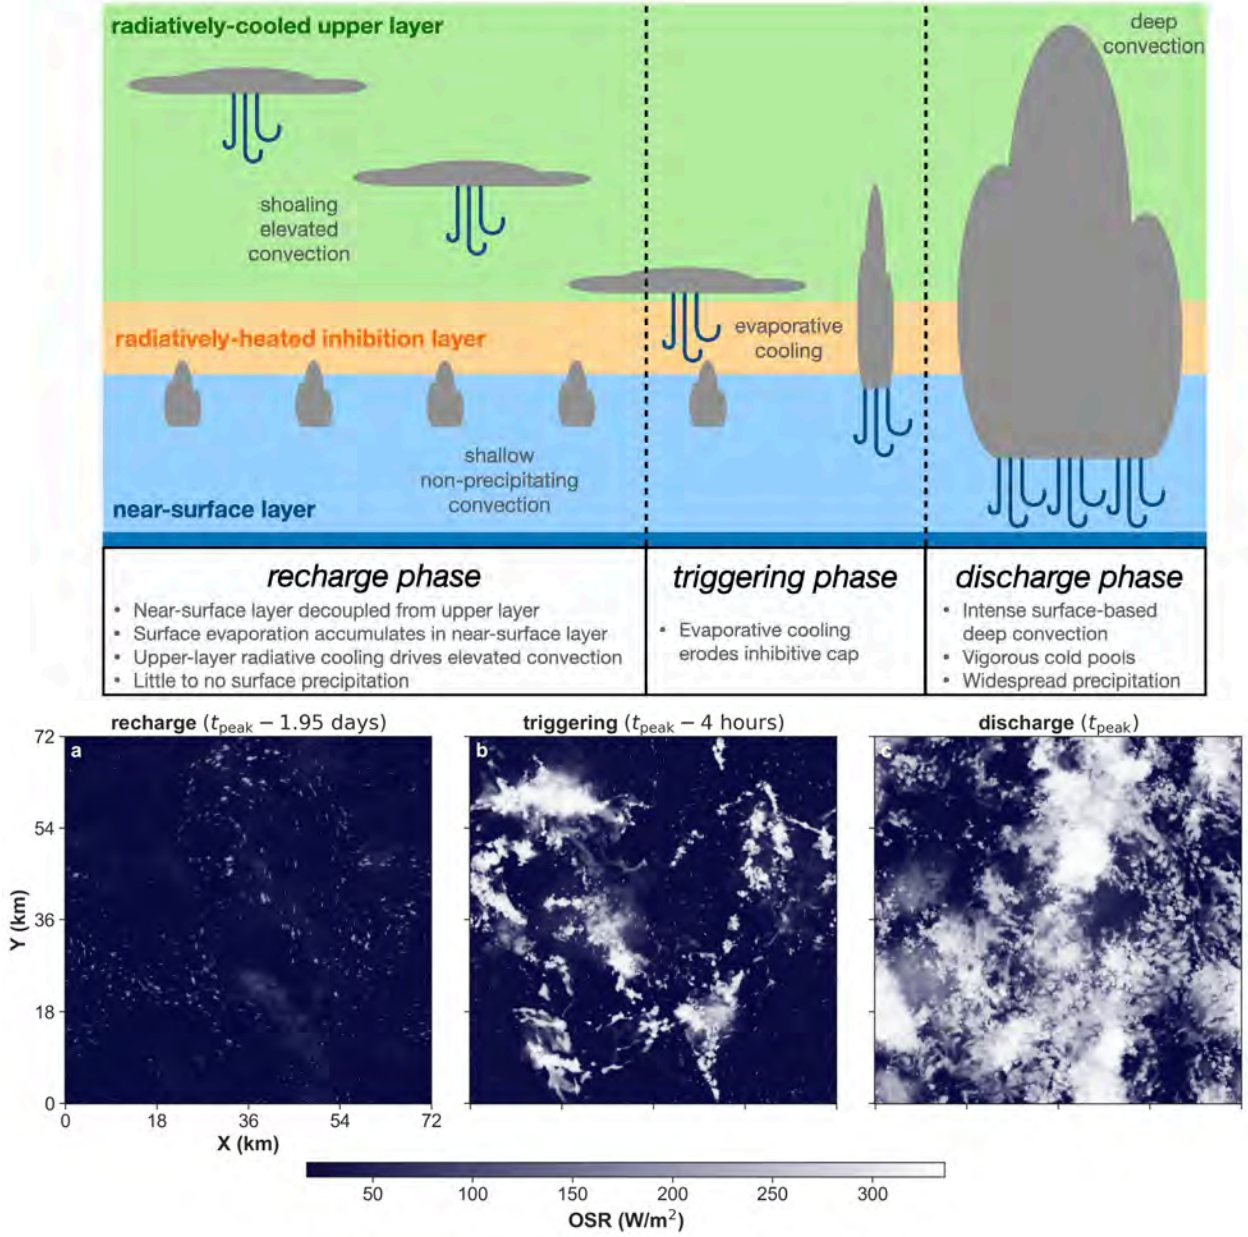 radiatively-cooled upper layer
deep
convection
shoaling
elevated
convection
radiatively-heated inhibition layer
evaporative
cooling
shallow
non-precipitating
convection
near-surface layer
recharge phase
• Near-surface layer decoupled from upper layer
• Surface evaporation accumulates in near-surface layer
• Upper-layer radiative cooling drives elevated convection
• Little to no surface precipitation
triggering phase
• Evaporative cooling
erodes inhibitive cap
discharge phase
• Intense surface-based
deep convection
• Vigorous cold pools
• Widespread precipitation
recharge (t_peak − 1.95 days)
triggering (t_peak − 4 hours)
discharge (t_peak)
a
b
c
72
54
36
18
0
Y (km)
0 18 36 54 72
X (km)
50 100 150 200 250 300
OSR (W/m²)